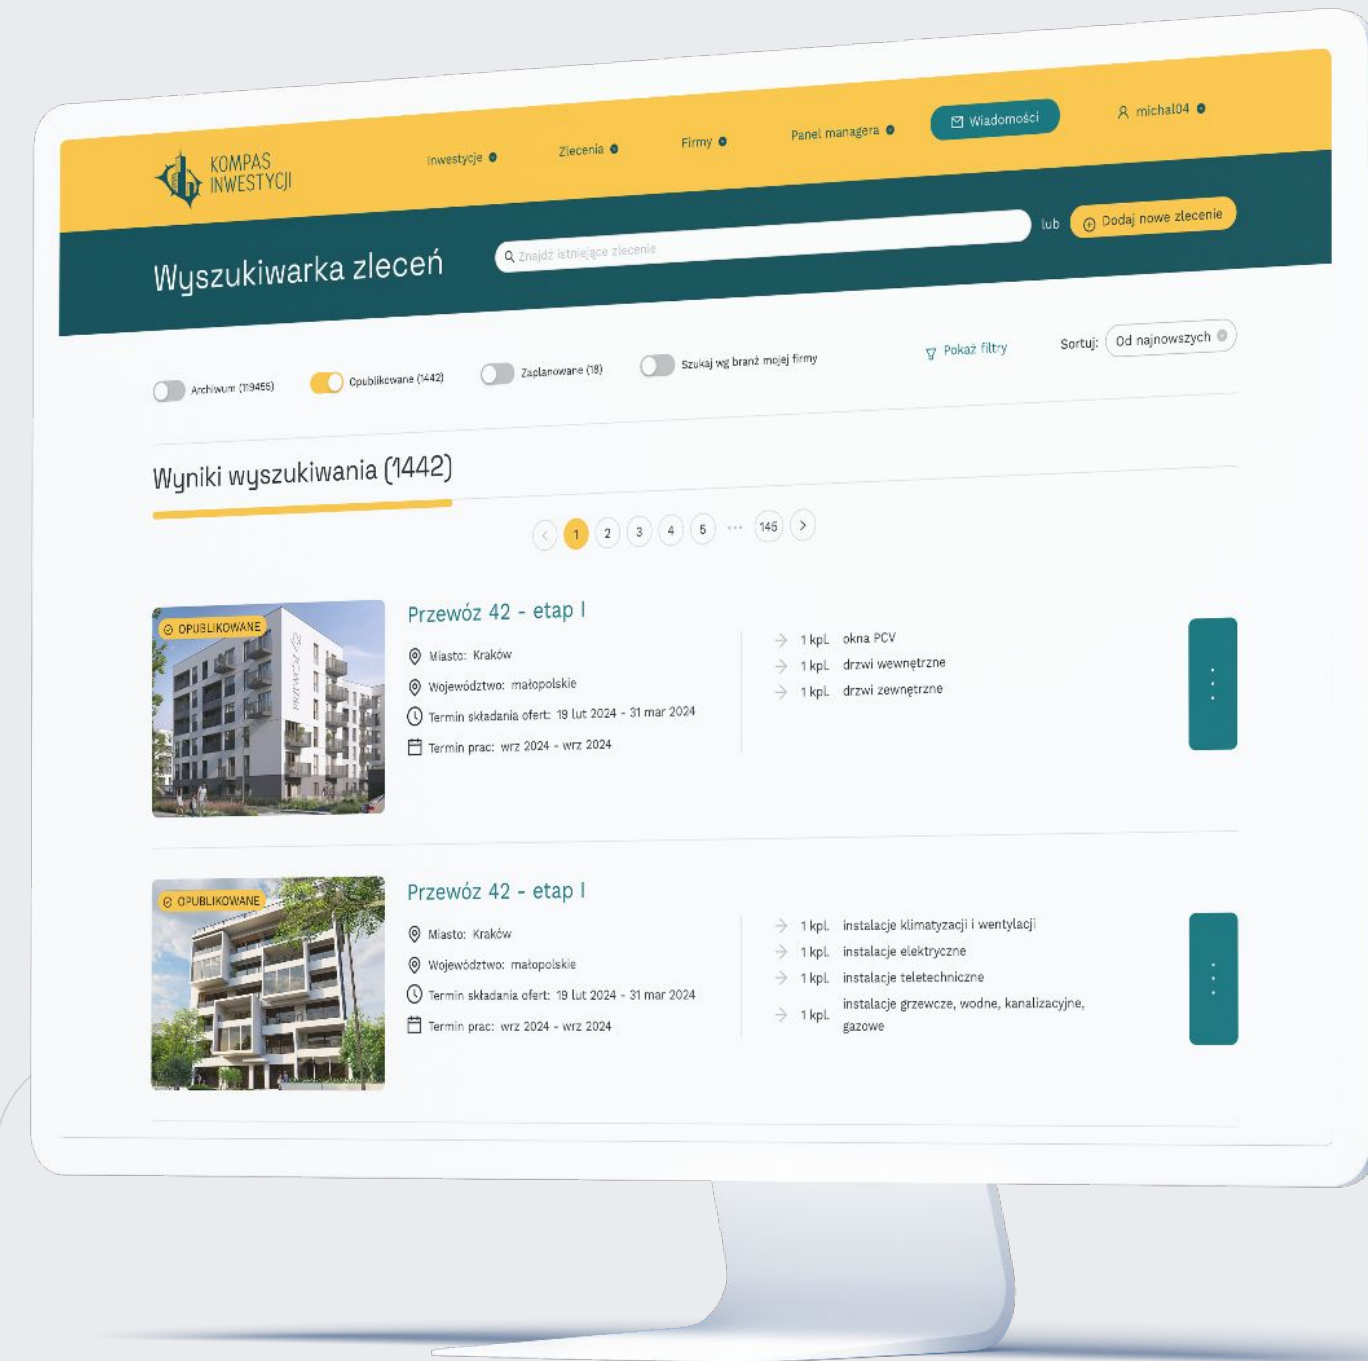 KOMPAS
INWESTYCJI
Inwestycje
Zlecenia
Firmy
Panel managera
Wiadomości
michal04
Wyszukiwarka zleceń
Znajdź istniejące zlecenie
lub
Dodaj nowe zlecenie
Archiwum (119455)
Opublikowane (1442)
Zaplanowane (18)
Szukaj wg branż mojej firmy
Pokaż filtry
Sortuj:
Od najnowszych
Wyniki wyszukiwania (1442)
1 2 3 4 5 ... 145
OPUBLIKOWANE
PRZEWÓZ 42
Przewóz 42 - etap I
Miasto: Kraków
Województwo: małopolskie
Termin składania ofert: 19 lut 2024 - 31 mar 2024
Termin prac: wrz 2024 - wrz 2024
1 kpl. okna PCV
1 kpl. drzwi wewnętrzne
1 kpl. drzwi zewnętrzne
OPUBLIKOWANE
Przewóz 42 - etap I
Miasto: Kraków
Województwo: małopolskie
Termin składania ofert: 19 lut 2024 - 31 mar 2024
Termin prac: wrz 2024 - wrz 2024
1 kpl. instalacje klimatyzacji i wentylacji
1 kpl. instalacje elektryczne
1 kpl. instalacje teletechniczne
1 kpl. instalacje grzewcze, wodne, kanalizacyjne,
gazowe